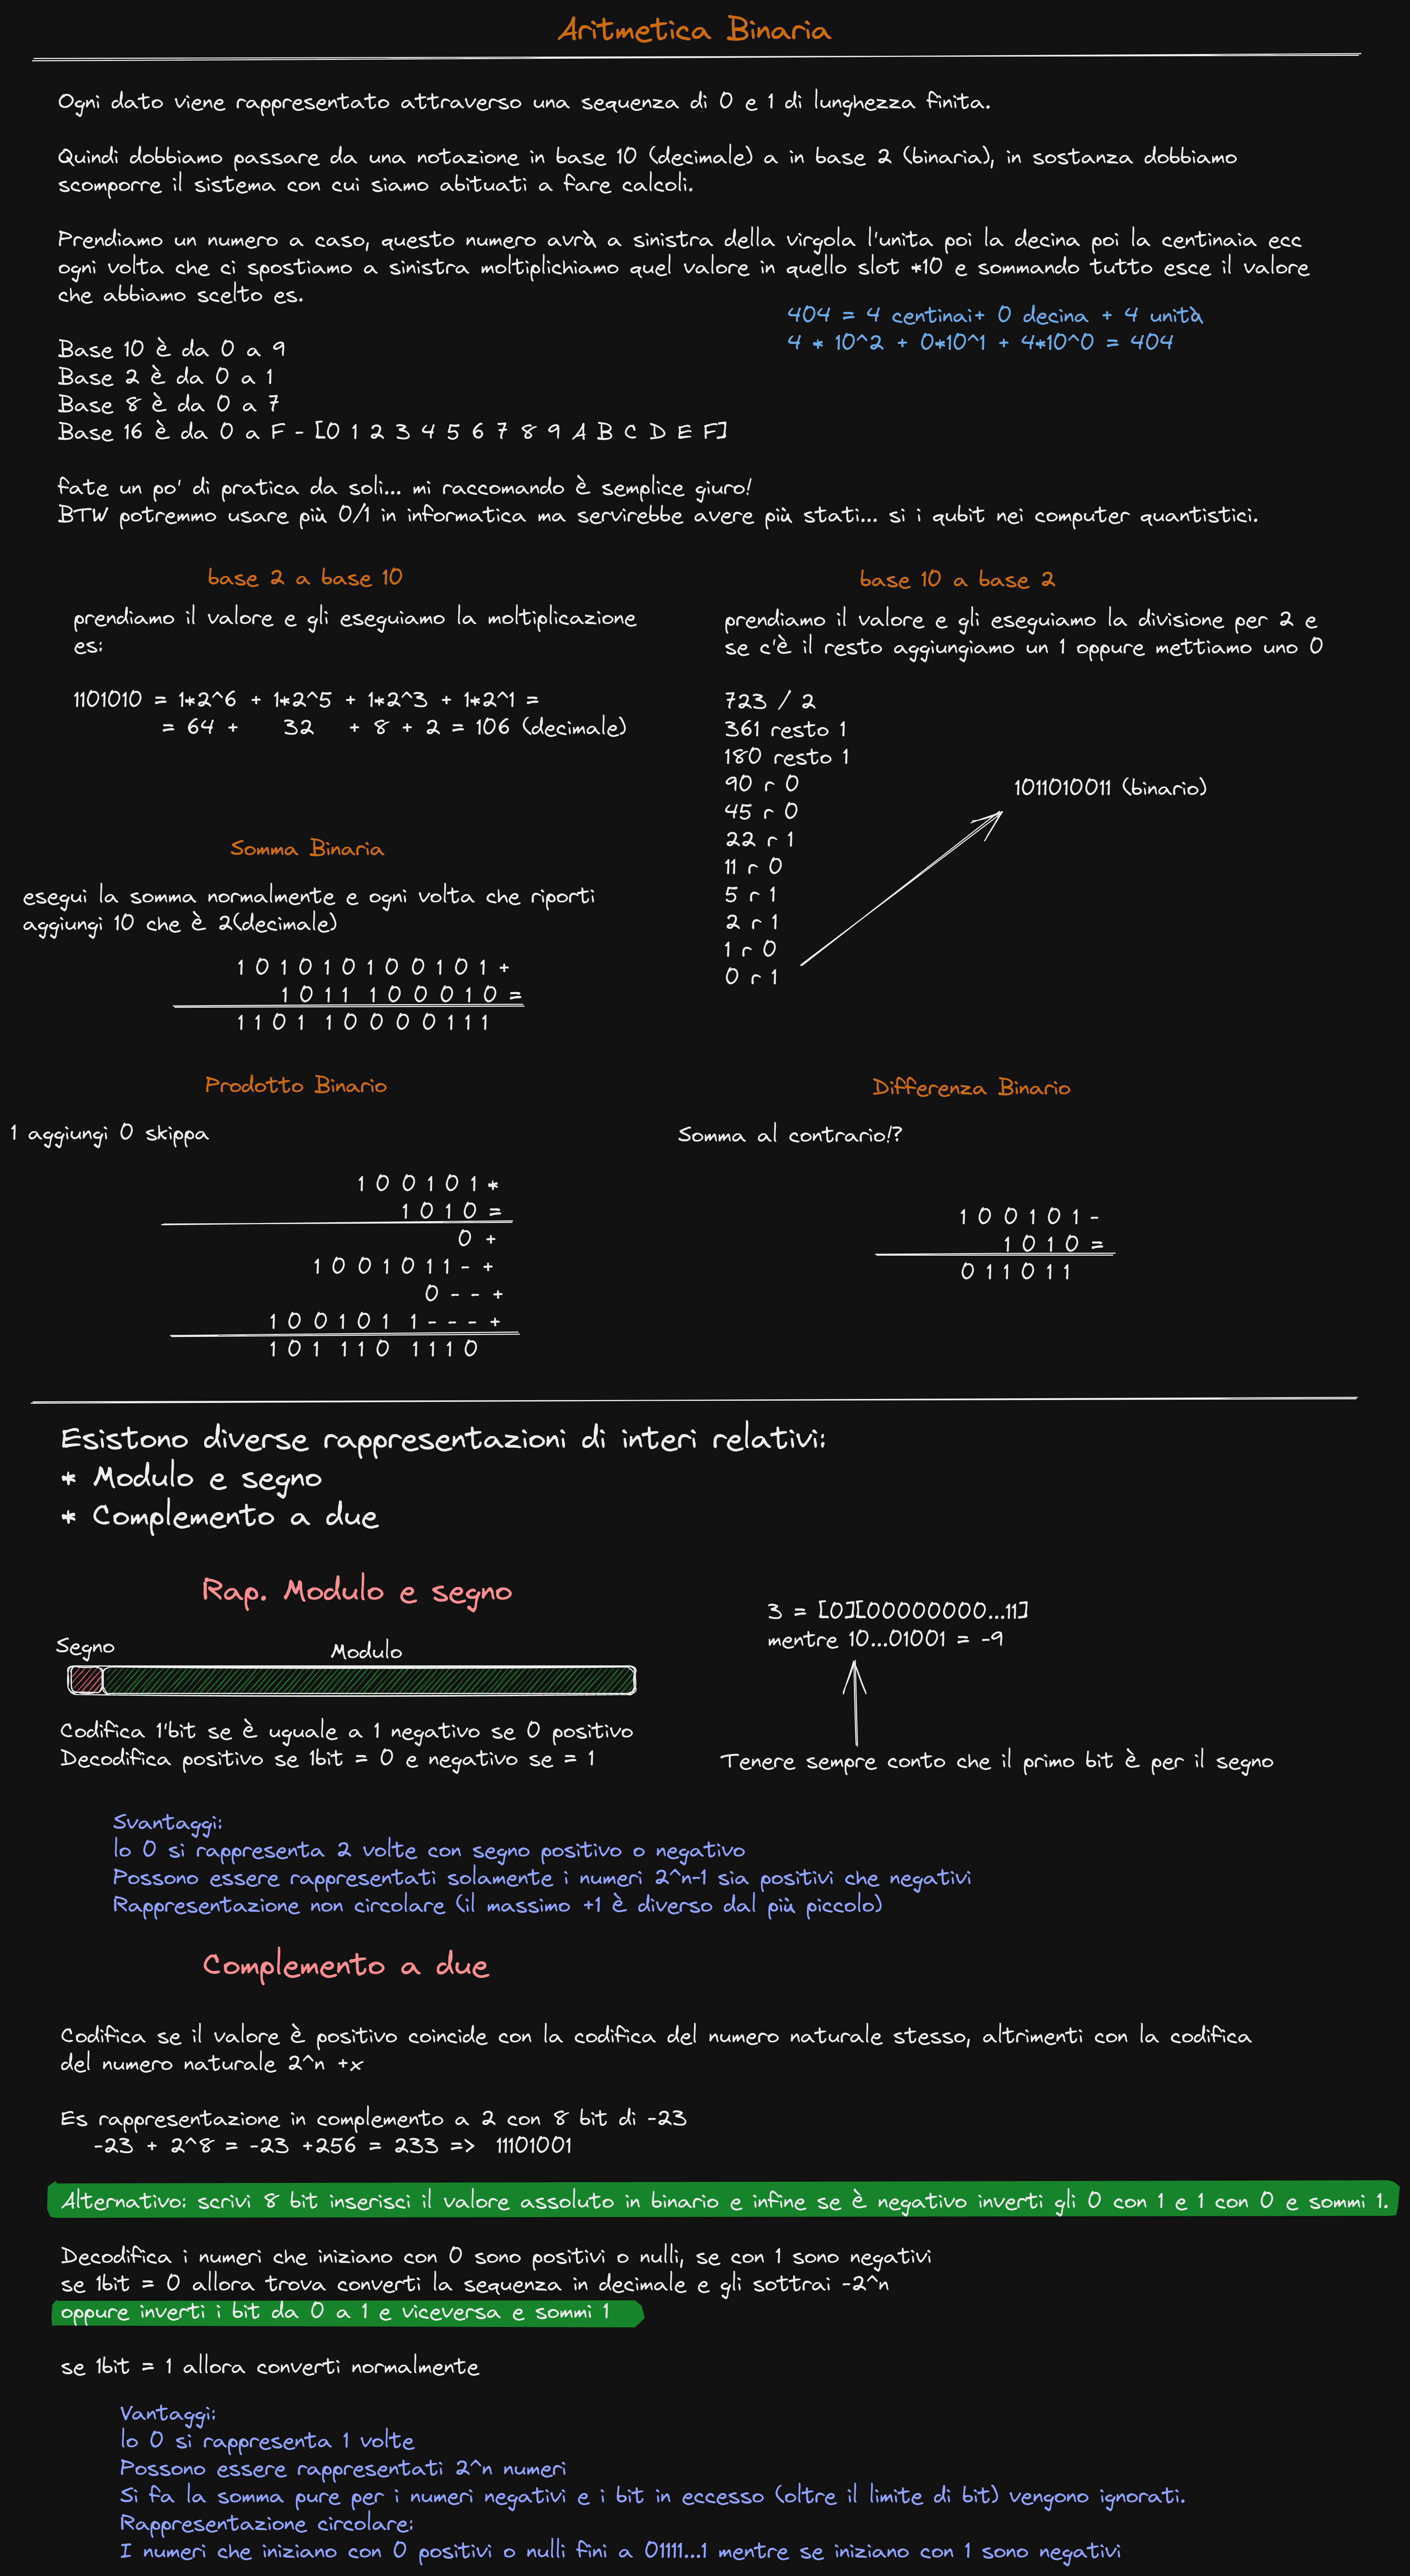 Aritmetica Binaria
Ogni dato viene rappresentato attraverso una sequenza di 0 e 1 di lunghezza finita.
Quindi dobbiamo passare da una notazione in base 10 (decimale) a in base 2 (binaria), in sostanza dobbiamo
scomporre il sistema con cui siamo abituati a fare calcoli.
Prendiamo un numero a caso, questo numero avrà a sinistra della virgola l'unita poi la decina poi la centinaia ecc
ogni volta che ci spostiamo a sinistra moltiplichiamo quel valore in quello slot *10 e sommando tutto esce il valore
che abbiamo scelto es.
404 = 4 centinai+ 0 decina + 4 unità
4 * 10^2 + 0*10^1 + 4*10^0 = 404
Base 10 è da 0 a 9
Base 2 è da 0 a 1
Base 8 è da 0 a 7
Base 16 è da 0 a F - [0 1 2 3 4 5 6 7 8 9 A B C D E F]
fate un po' di pratica da soli... mi raccomando è semplice giuro!
BTW potremmo usare più 0/1 in informatica ma servirebbe avere più stati... si i qubit nei computer quantistici.
base 2 a base 10
prendiamo il valore e gli eseguiamo la moltiplicazione
es:
1101010 = 1*2^6 + 1*2^5 + 1*2^3 + 1*2^1 =
= 64 + 32 + 8 + 2 = 106 (decimale)
base 10 a base 2
prendiamo il valore e gli eseguiamo la divisione per 2 e
se c'è il resto aggiungiamo un 1 oppure mettiamo uno 0
723 / 2
361 resto 1
180 resto 1
90 r 0
45 r 0
22 r 1
11 r 0
5 r 1
2 r 1
1 r 0
0 r 1
1011010011 (binario)
Somma Binaria
esegui la somma normalmente e ogni volta che riporti
aggiungi 10 che è 2(decimale)
1 0 1 0 1 0 1 0 0 1 0 1 +
1 0 1 1 1 0 0 0 1 0 =
1 1 0 1 1 0 0 0 0 1 1 1
Prodotto Binario
1 aggiungi 0 skippa
1 0 0 1 0 1 *
1 0 1 0 =
0 +
1 0 0 1 0 1 1 - +
0 - - +
1 0 0 1 0 1 1 - - - +
1 0 1 1 1 0 1 1 1 0
Differenza Binario
Somma al contrario!?
1 0 0 1 0 1 -
1 0 1 0 =
0 1 1 0 1 1
Esistono diverse rappresentazioni di interi relativi:
* Modulo e segno
* Complemento a due
Rap. Modulo e segno
Segno
Modulo
Codifica 1'bit se è uguale a 1 negativo se 0 positivo
Decodifica positivo se 1bit = 0 e negativo se = 1
3 = [0][00000000...11]
mentre 10...01001 = -9
Tenere sempre conto che il primo bit è per il segno
Svantaggi:
lo 0 si rappresenta 2 volte con segno positivo o negativo
Possono essere rappresentati solamente i numeri 2^n-1 sia positivi che negativi
Rappresentazione non circolare (il massimo +1 è diverso dal più piccolo)
Complemento a due
Codifica se il valore è positivo coincide con la codifica del numero naturale stesso, altrimenti con la codifica
del numero naturale 2^n +x
Es rappresentazione in complemento a 2 con 8 bit di -23
-23 + 2^8 = -23 +256 = 233 => 11101001
Alternativo: scrivi 8 bit inserisci il valore assoluto in binario e infine se è negativo inverti gli 0 con 1 e 1 con 0 e sommi 1.
Decodifica i numeri che iniziano con 0 sono positivi o nulli, se con 1 sono negativi
se 1bit = 0 allora trova converti la sequenza in decimale e gli sottrai -2^n
oppure inverti i bit da 0 a 1 e viceversa e sommi 1
se 1bit = 1 allora converti normalmente
Vantaggi:
lo 0 si rappresenta 1 volte
Possono essere rappresentati 2^n numeri
Si fa la somma pure per i numeri negativi e i bit in eccesso (oltre il limite di bit) vengono ignorati.
Rappresentazione circolare:
I numeri che iniziano con 0 positivi o nulli fini a 01111...1 mentre se iniziano con 1 sono negativi